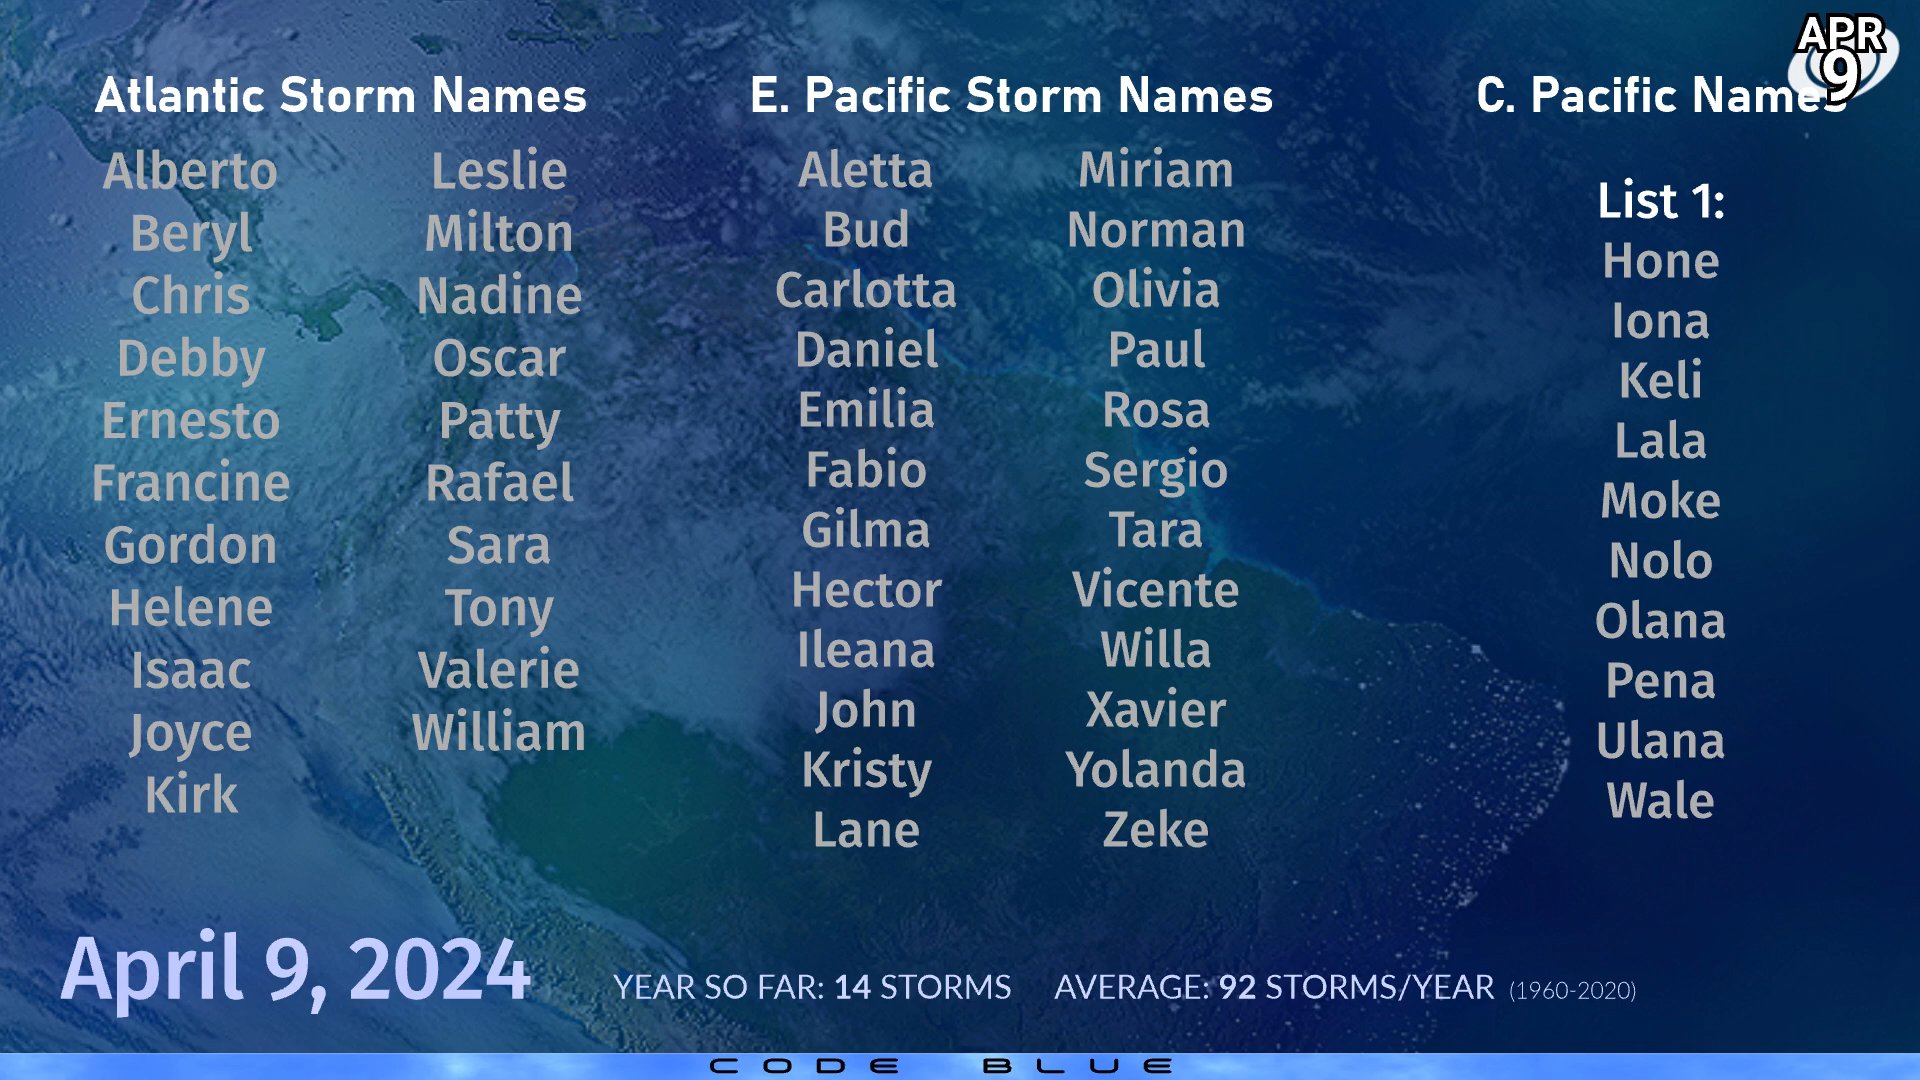 APR
9
Atlantic Storm Names
Alberto
Beryl
Chris
Debby
Ernesto
Francine
Gordon
Helene
Isaac
Joyce
Kirk
Leslie
Milton
Nadine
Oscar
Patty
Rafael
Sara
Tony
Valerie
William
E. Pacific Storm Names
Aletta
Bud
Carlotta
Daniel
Emilia
Fabio
Gilma
Hector
Ileana
John
Kristy
Lane
Miriam
Norman
Olivia
Paul
Rosa
Sergio
Tara
Vicente
Willa
Xavier
Yolanda
Zeke
C. Pacific Names
List 1:
Hone
Iona
Keli
Lala
Moke
Nolo
Olana
Pena
Ulana
Wale
April 9, 2024
YEAR SO FAR: 14 STORMS AVERAGE: 92 STORMS/YEAR (1960-2020)
CODE BLUE